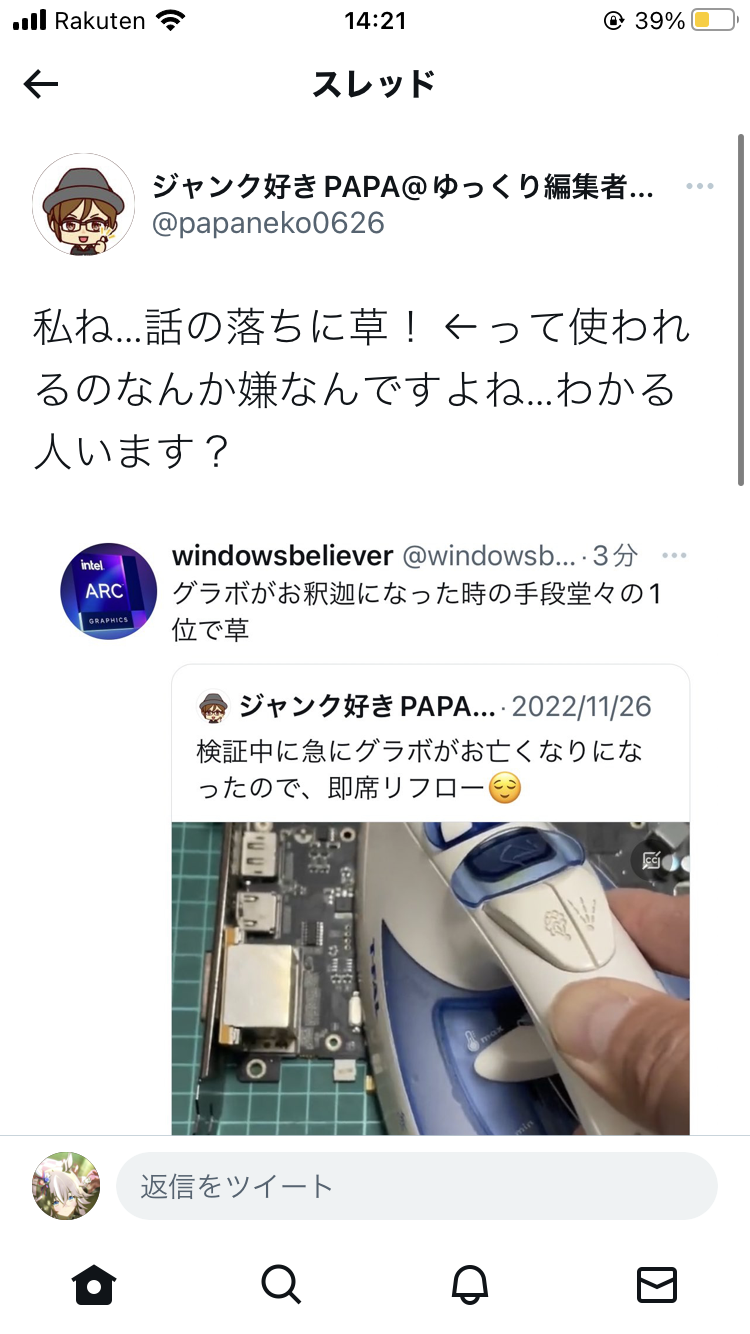 Rakuten 14:21 39%
スレッド
ジャンク好きPAPA@ゆっくり編集者...
@papaneko0626
私ね...話の落ちに草！ ←って使われ
るのなんか嫌なんですよね...わかる
人います？
windowsbeliever @windowsb... · 3分
intel
ARC
GRAPHICS
グラボがお釈迦になった時の手段堂々の1
位で草
ジャンク好きPAPA... · 2022/11/26
検証中に急にグラボがお亡くなりにな
ったので、即席リフロー😌
CC
max
min
返信をツイート